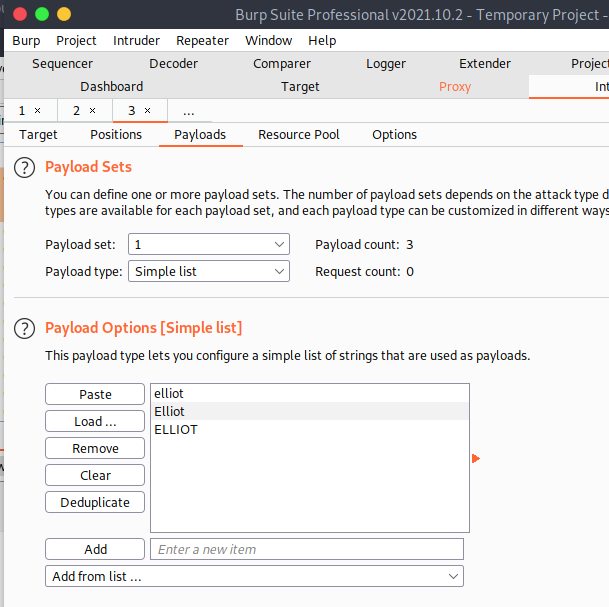 Burp Suite Professional v2021.10.2 - Temporary Project -
Burp Project Intruder Repeater Window Help
Sequencer Decoder Comparer Logger Extender Project
Dashboard Target Proxy Int
1 × 2 × 3 × ...
Target Positions Payloads Resource Pool Options
? Payload Sets
You can define one or more payload sets. The number of payload sets depends on the attack type d
types are available for each payload set, and each payload type can be customized in different ways
Payload set: 1 Payload count: 3
Payload type: Simple list Request count: 0
? Payload Options [Simple list]
This payload type lets you configure a simple list of strings that are used as payloads.
Paste
Load ...
Remove
Clear
Deduplicate
elliot
Elliot
ELLIOT
Add Enter a new item
Add from list ...